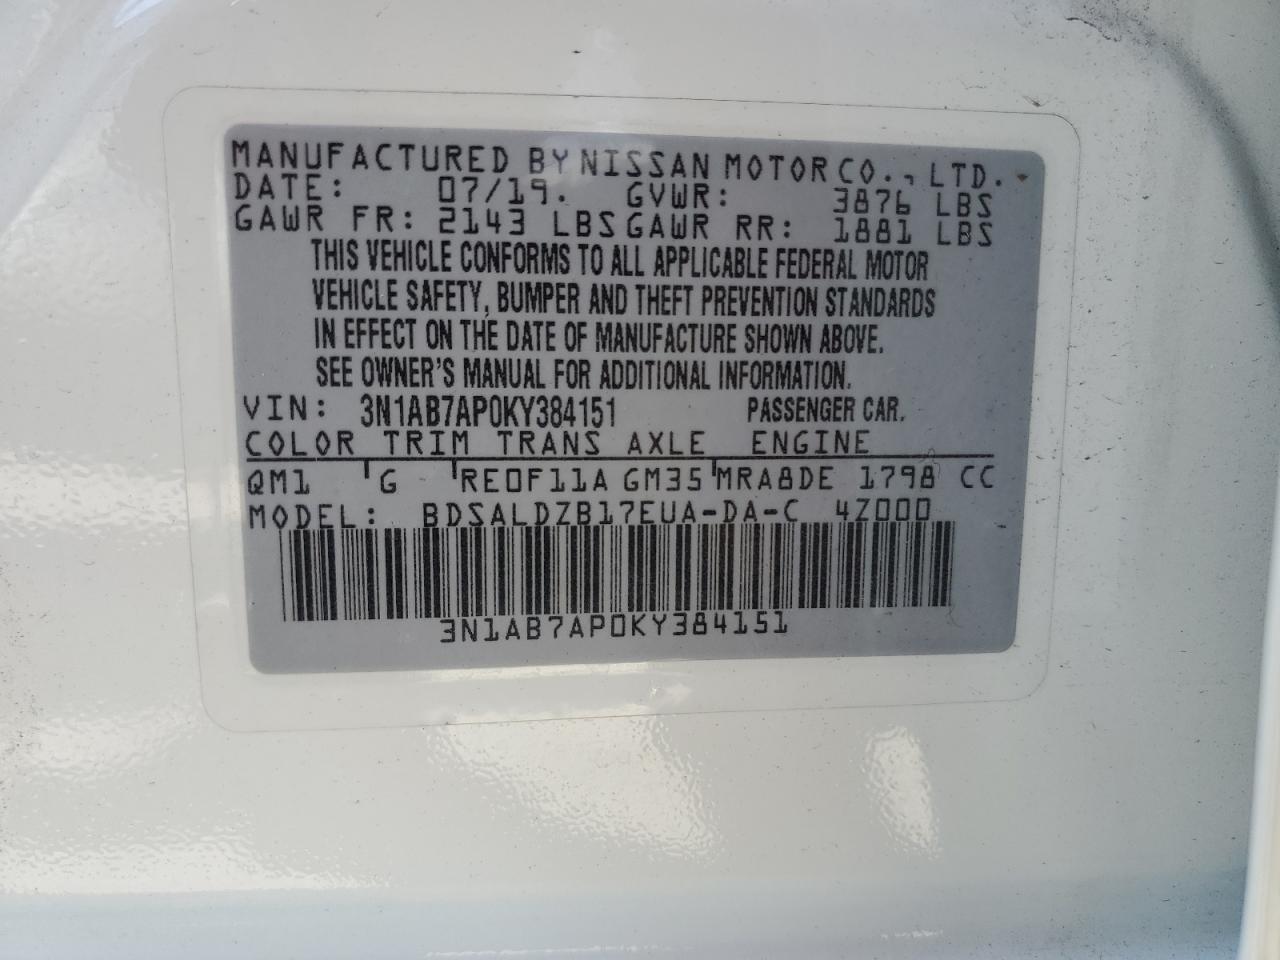 MANUFACTURED BY NISSAN MOTOR CO., LTD.
DATE: 07/19. GVWR: 3876 LBS
GAWR FR: 2143 LBS GAWR RR: 1881 LBS
THIS VEHICLE CONFORMS TO ALL APPLICABLE FEDERAL MOTOR
VEHICLE SAFETY, BUMPER AND THEFT PREVENTION STANDARDS
IN EFFECT ON THE DATE OF MANUFACTURE SHOWN ABOVE.
SEE OWNER'S MANUAL FOR ADDITIONAL INFORMATION.
VIN: 3N1AB7AP0KY384151 PASSENGER CAR.
COLOR TRIM TRANS AXLE ENGINE
QM1 G RE0F11A GM35 MRA8DE 1798 CC
MODEL: BDSALDZB17EUA-DA-C 4Z000
3N1AB7AP0KY384151